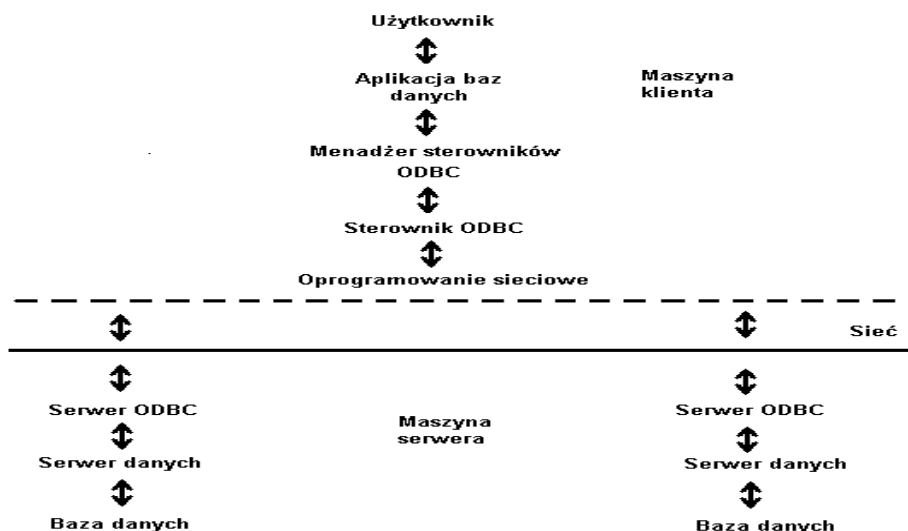 Użytkownik
Aplikacja baz
danych
Maszyna
klienta
Menadżer sterowników
ODBC
Sterownik ODBC
Oprogramowanie sieciowe
Sieć
Serwer ODBC
Serwer danych
Baza danych
Maszyna
serwera
Serwer ODBC
Serwer danych
Baza danych